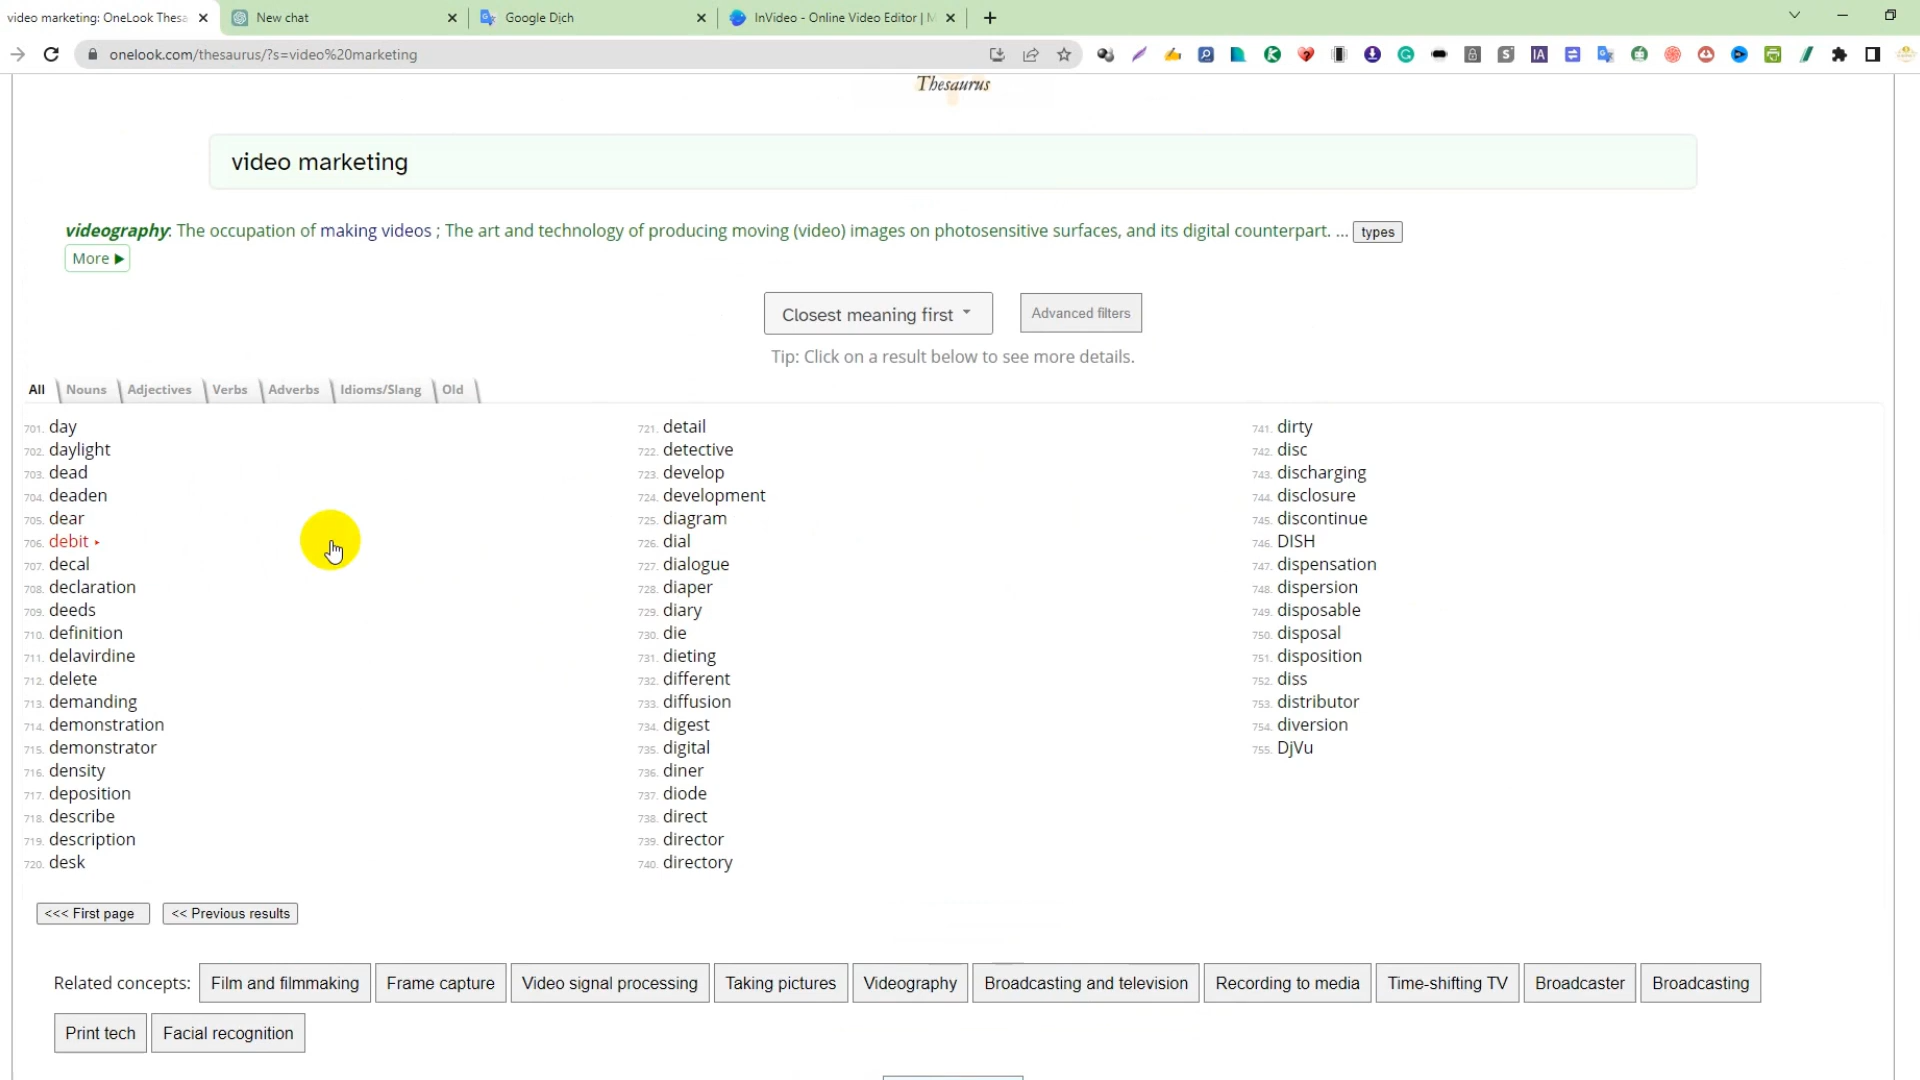 video marketing: OneLook Thesa
New chat
Google Dịch
InVideo - Online Video Editor | M
onelook.com/thesaurus/?s=video%20marketing
Thesaurus
video marketing
videography: The occupation of making videos ; The art and technology of producing moving (video) images on photosensitive surfaces, and its digital counterpart. ... types
More ▶
Closest meaning first
Advanced filters
Tip: Click on a result below to see more details.
All Nouns Adjectives Verbs Adverbs Idioms/Slang Old
701. day
702. daylight
703. dead
704. deaden
705. dear
706. debit
707. decal
708. declaration
709. deeds
710. definition
711. delavirdine
712. delete
713. demanding
714. demonstration
715. demonstrator
716. density
717. deposition
718. describe
719. description
720. desk
721. detail
722. detective
723. develop
724. development
725. diagram
726. dial
727. dialogue
728. diaper
729. diary
730. die
731. dieting
732. different
733. diffusion
734. digest
735. digital
736. diner
737. diode
738. direct
739. director
740. directory
741. dirty
742. disc
743. discharging
744. disclosure
745. discontinue
746. DISH
747. dispensation
748. dispersion
749. disposable
750. disposal
751. disposition
752. diss
753. distributor
754. diversion
755. DjVu
<<< First page
<< Previous results
Related concepts: Film and filmmaking Frame capture Video signal processing Taking pictures Videography Broadcasting and television Recording to media Time-shifting TV Broadcaster Broadcasting
Print tech Facial recognition